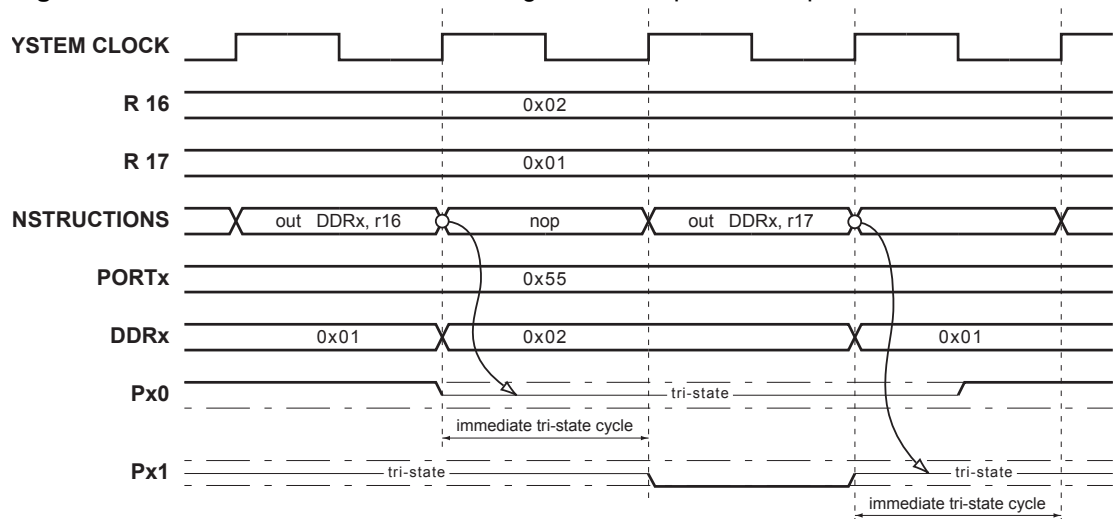 YSTEM CLOCK
R 16
0x02
R 17
0x01
NSTRUCTIONS
out DDRx, r16
nop
out DDRx, r17
PORTx
0x55
DDRx
0x01
0x02
0x01
Px0
tri-state
immediate tri-state cycle
Px1
tri-state
tri-state
immediate tri-state cycle